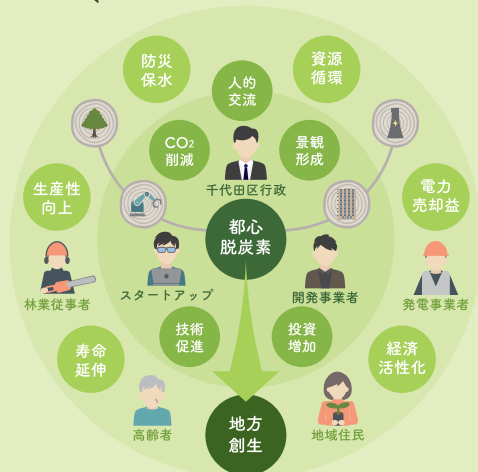 防災
保水
資源
循環
人的
交流
CO2
削減
景観
形成
千代田区行政
生産性
向上
電力
売却益
都心
脱炭素
林業従事者
スタートアップ
開発事業者
発電事業者
技術
促進
投資
増加
寿命
延伸
経済
活性化
高齢者
地方
創生
地域住民